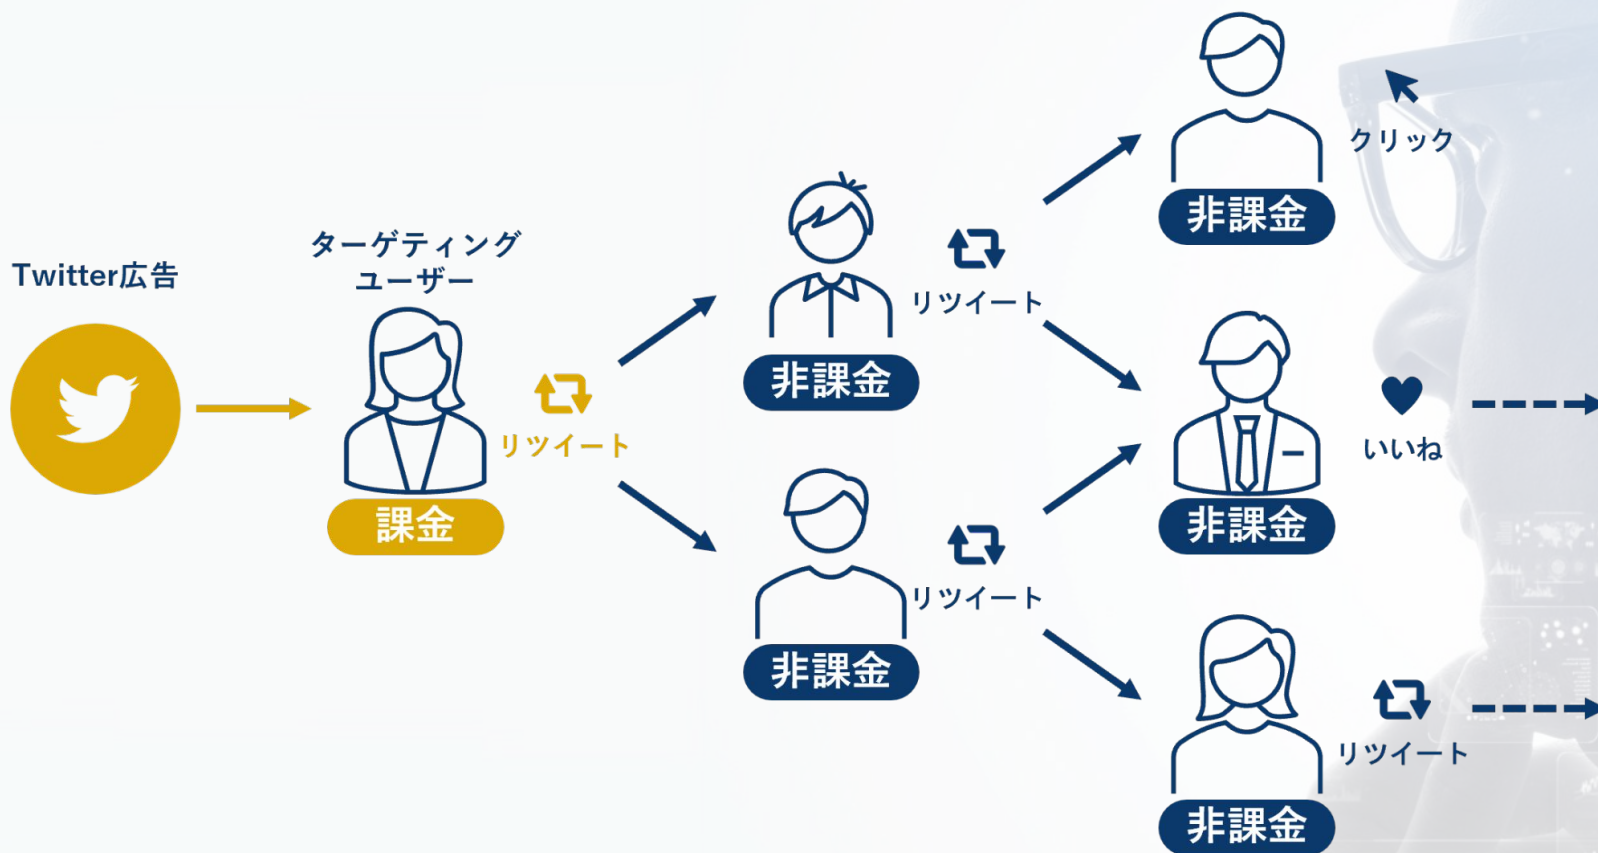 Twitter広告
ターゲティング
ユーザー
課金
リツイート
非課金
リツイート
非課金
リツイート
非課金
クリック
非課金
いいね
非課金
リツイート